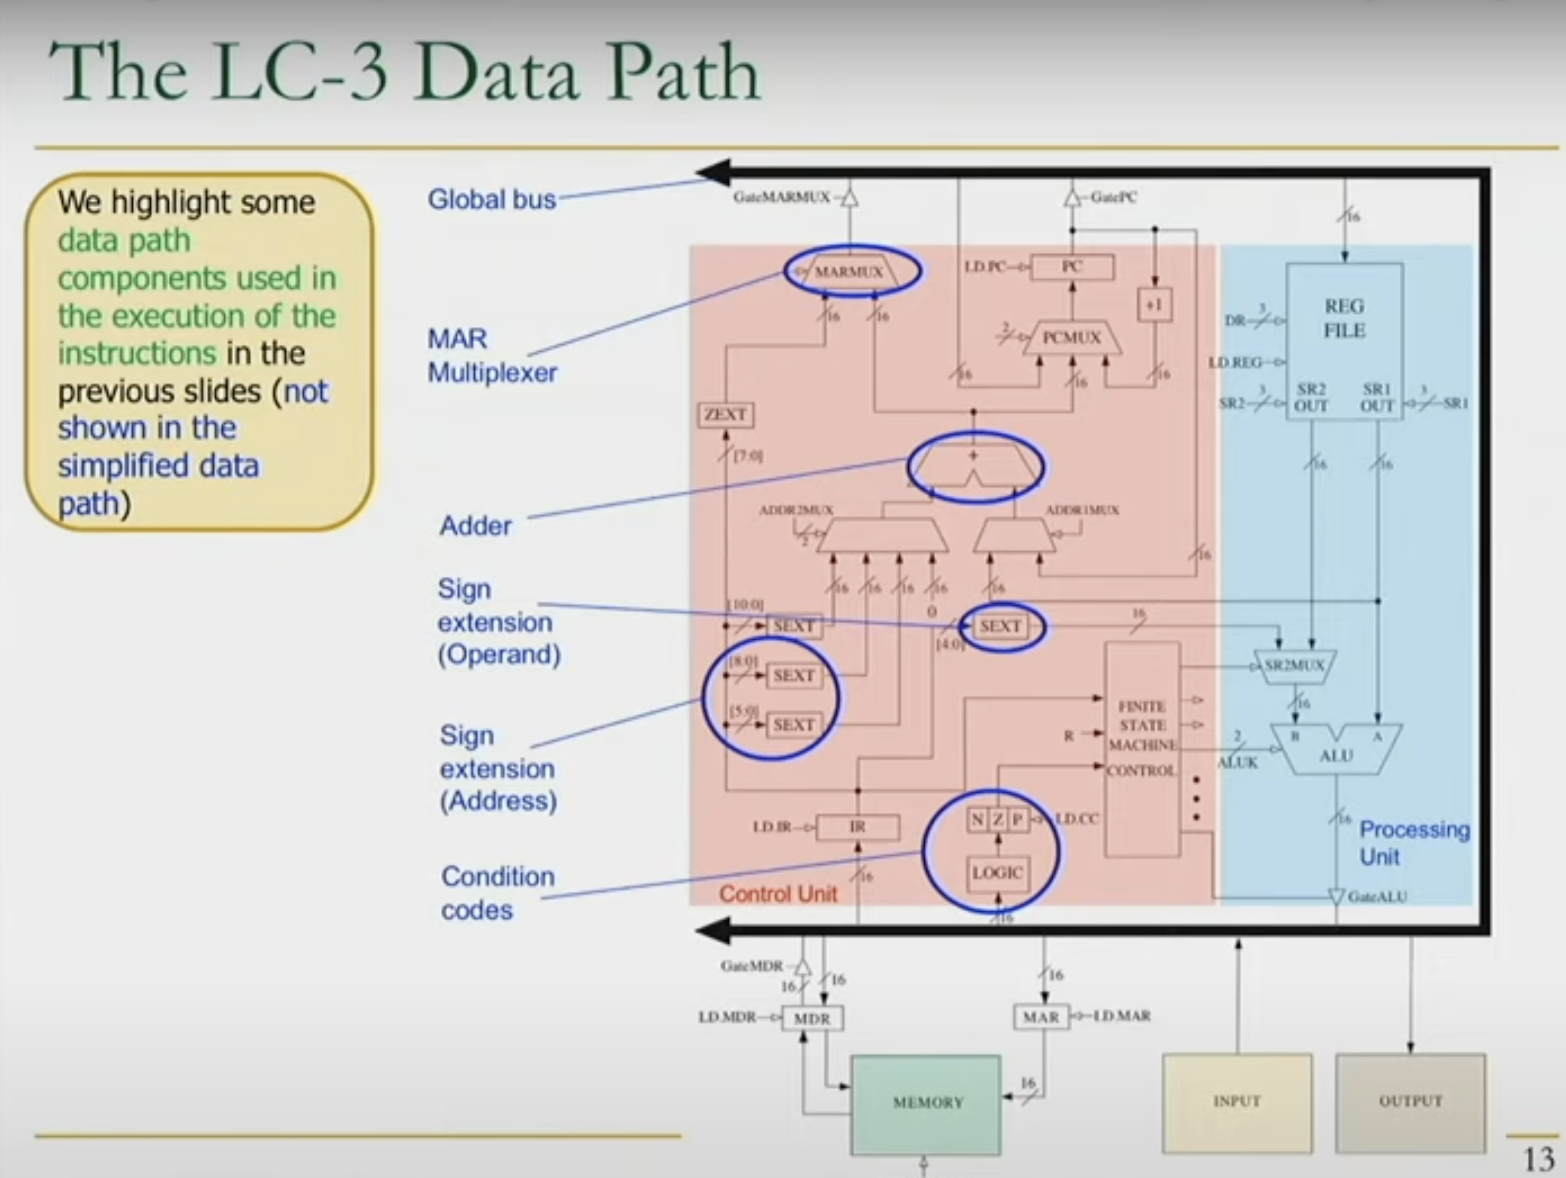 The LC-3 Data Path
We highlight some
data path
components used in
the execution of the
instructions in the
previous slides (not
shown in the
simplified data
path)
Global bus
MAR
Multiplexer
Adder
Sign
extension
(Operand)
Sign
extension
(Address)
Condition
codes
GateMARMUX
GatePC
16
MARMUX
LD.PC
PC
+1
16
16
2
PCMUX
16
16
16
REG
FILE
DR
3
LD.REG
SR2
3
SR2
OUT
SR1
OUT
3
SR1
ZEXT
[7:0]
+
16
16
ADDR2MUX
2
ADDR1MUX
16
16
16
16
16
16
0
[10:0]
SEXT
[8:0]
SEXT
[5:0]
SEXT
[4:0]
SEXT
16
SR2MUX
16
FINITE
STATE
MACHINE
CONTROL
R
2
ALUK
B
A
ALU
16
LD.IR
IR
16
N Z P
LD.CC
LOGIC
16
Control Unit
Processing
Unit
GateALU
GateMDR
16
16
LD.MDR
MDR
16
MAR
LD.MAR
16
MEMORY
INPUT
OUTPUT
13